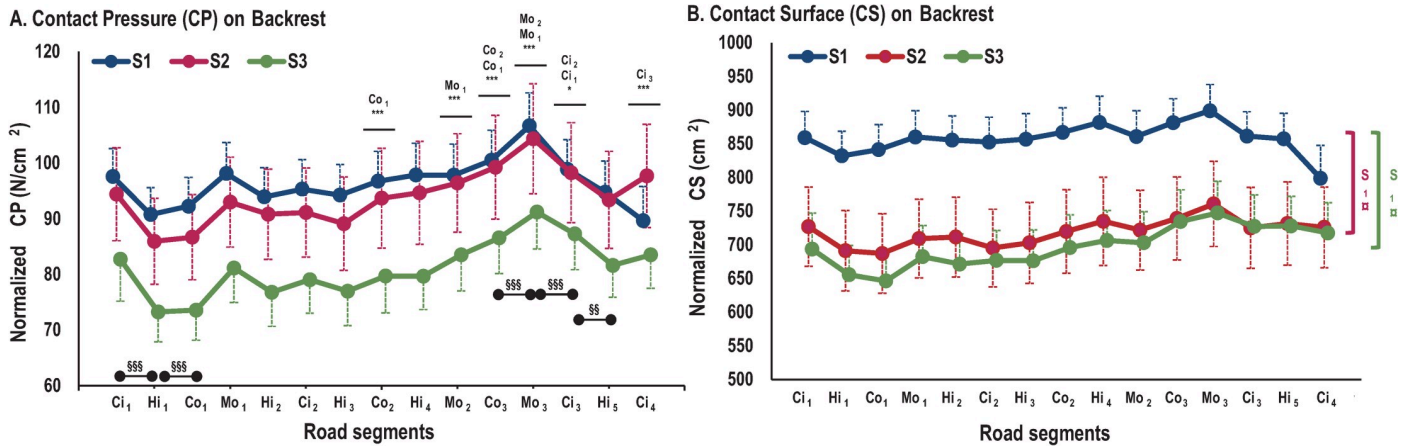 A. Contact Pressure (CP) on Backrest
S1 S2 S3
Normalized CP (N/cm 2)
120
110
100
90
80
70
60
Co 1
***
Mo 1
***
Co 2
Co 1
***
Mo 2
Mo 1
***
Ci 2
Ci 1
*
Ci 3
***
§§§ §§§ §§
§§§ §§§
Ci 1 Hi 1 Co 1 Mo 1 Hi 2 Ci 2 Hi 3 Co 2 Hi 4 Mo 2 Co 3 Mo 3 Ci 3 Hi 5 Ci 4
Road segments
B. Contact Surface (CS) on Backrest
S1 S2 S3
Normalized CS (cm 2)
1000
950
900
850
800
750
700
650
600
550
500
S 1 ¤
S 1 ¤
Ci 1 Hi 1 Co 1 Mo 1 Hi 2 Ci 2 Hi 3 Co 2 Hi 4 Mo 2 Co 3 Mo 3 Ci 3 Hi 5 Ci 4
Road segments